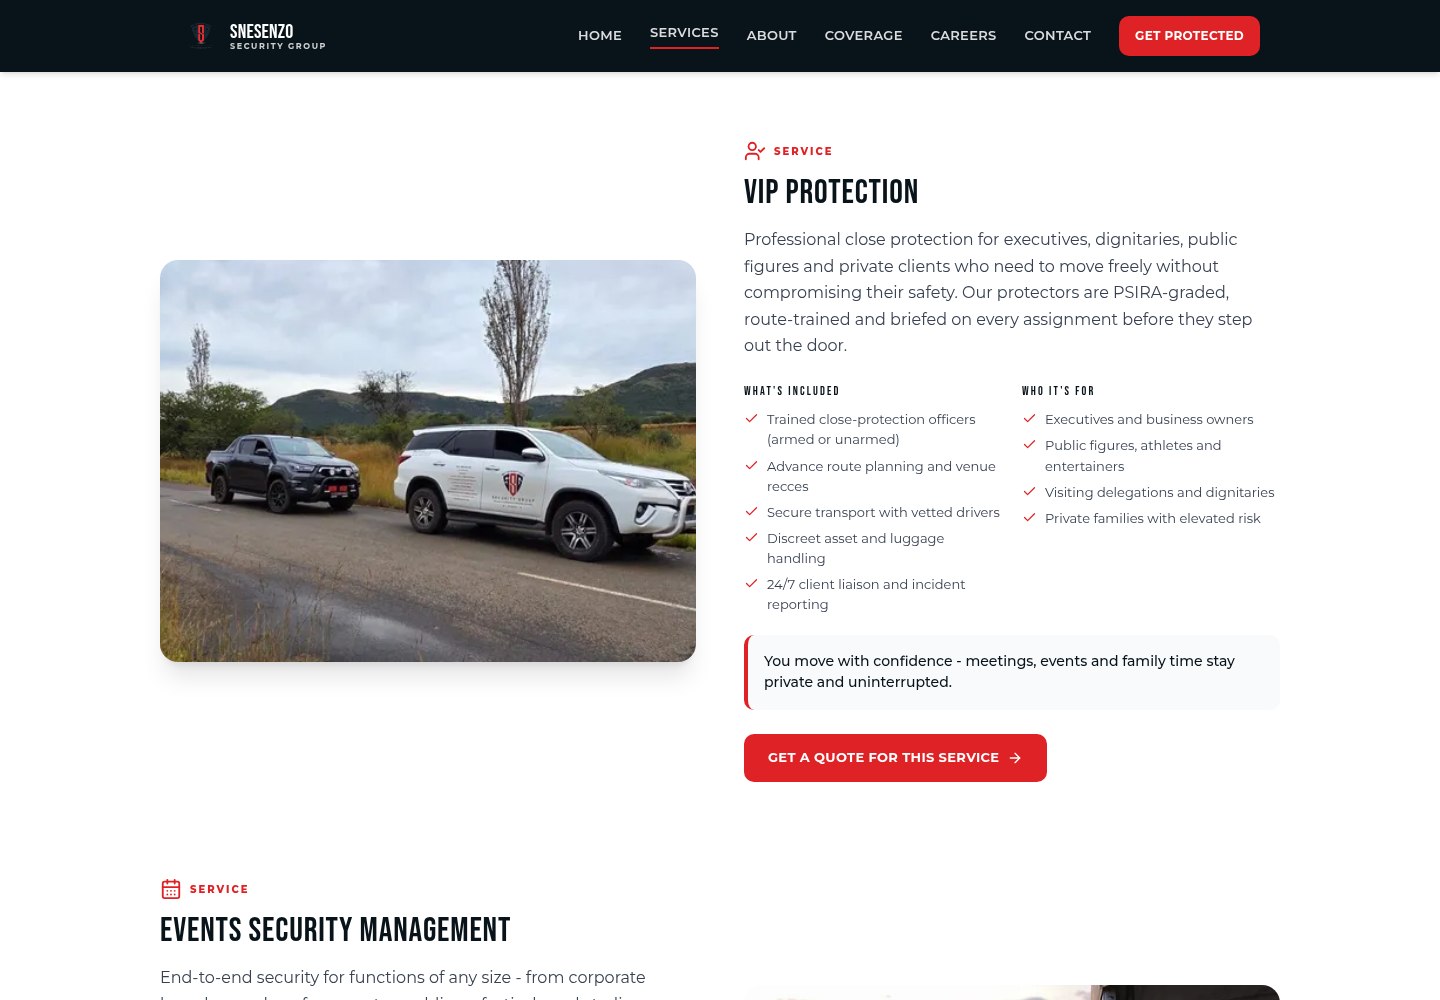 SNESENZO
SECURITY GROUP
HOME
SERVICES
ABOUT
COVERAGE
CAREERS
CONTACT
GET PROTECTED
SERVICE
VIP PROTECTION
Professional close protection for executives, dignitaries, public
figures and private clients who need to move freely without
compromising their safety. Our protectors are PSIRA-graded,
route-trained and briefed on every assignment before they step
out the door.
WHAT'S INCLUDED
Trained close-protection officers
(armed or unarmed)
Advance route planning and venue
recces
Secure transport with vetted drivers
Discreet asset and luggage
handling
24/7 client liaison and incident
reporting
WHO IT'S FOR
Executives and business owners
Public figures, athletes and
entertainers
Visiting delegations and dignitaries
Private families with elevated risk
You move with confidence - meetings, events and family time stay
private and uninterrupted.
GET A QUOTE FOR THIS SERVICE
SERVICE
EVENTS SECURITY MANAGEMENT
End-to-end security for functions of any size - from corporate